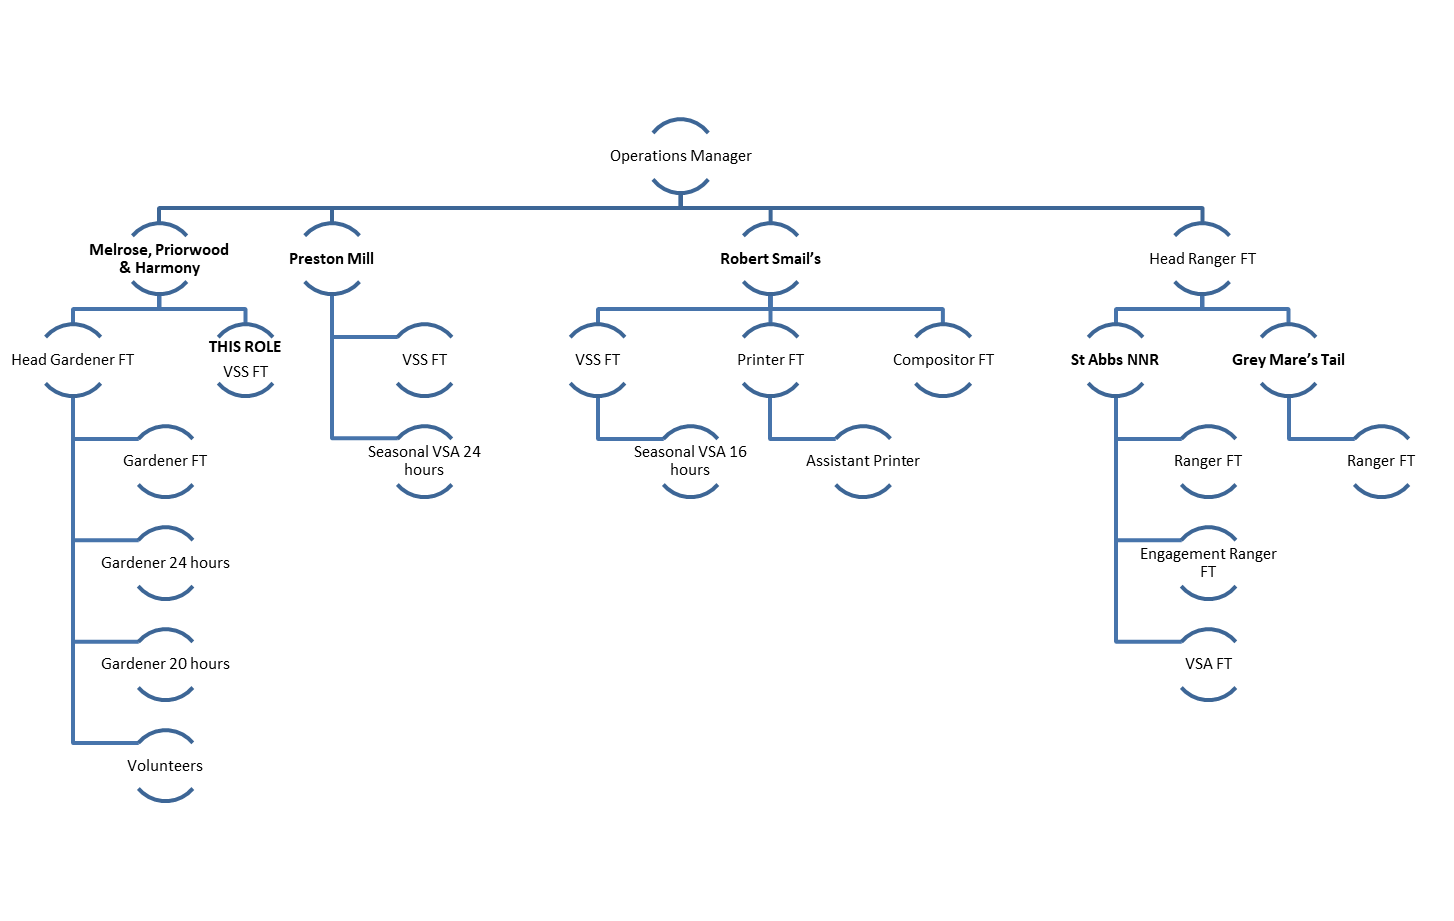 Operations Manager
Melrose, Priorwood
& Harmony
Preston Mill
Robert Smail’s
Head Ranger FT
Head Gardener FT
THIS ROLE
VSS FT
VSS FT
VSS FT
Printer FT
Compositor FT
St Abbs NNR
Grey Mare’s Tail
Gardener FT
Seasonal VSA 24
hours
Seasonal VSA 16
hours
Assistant Printer
Ranger FT
Ranger FT
Gardener 24 hours
Engagement Ranger
FT
Gardener 20 hours
VSA FT
Volunteers